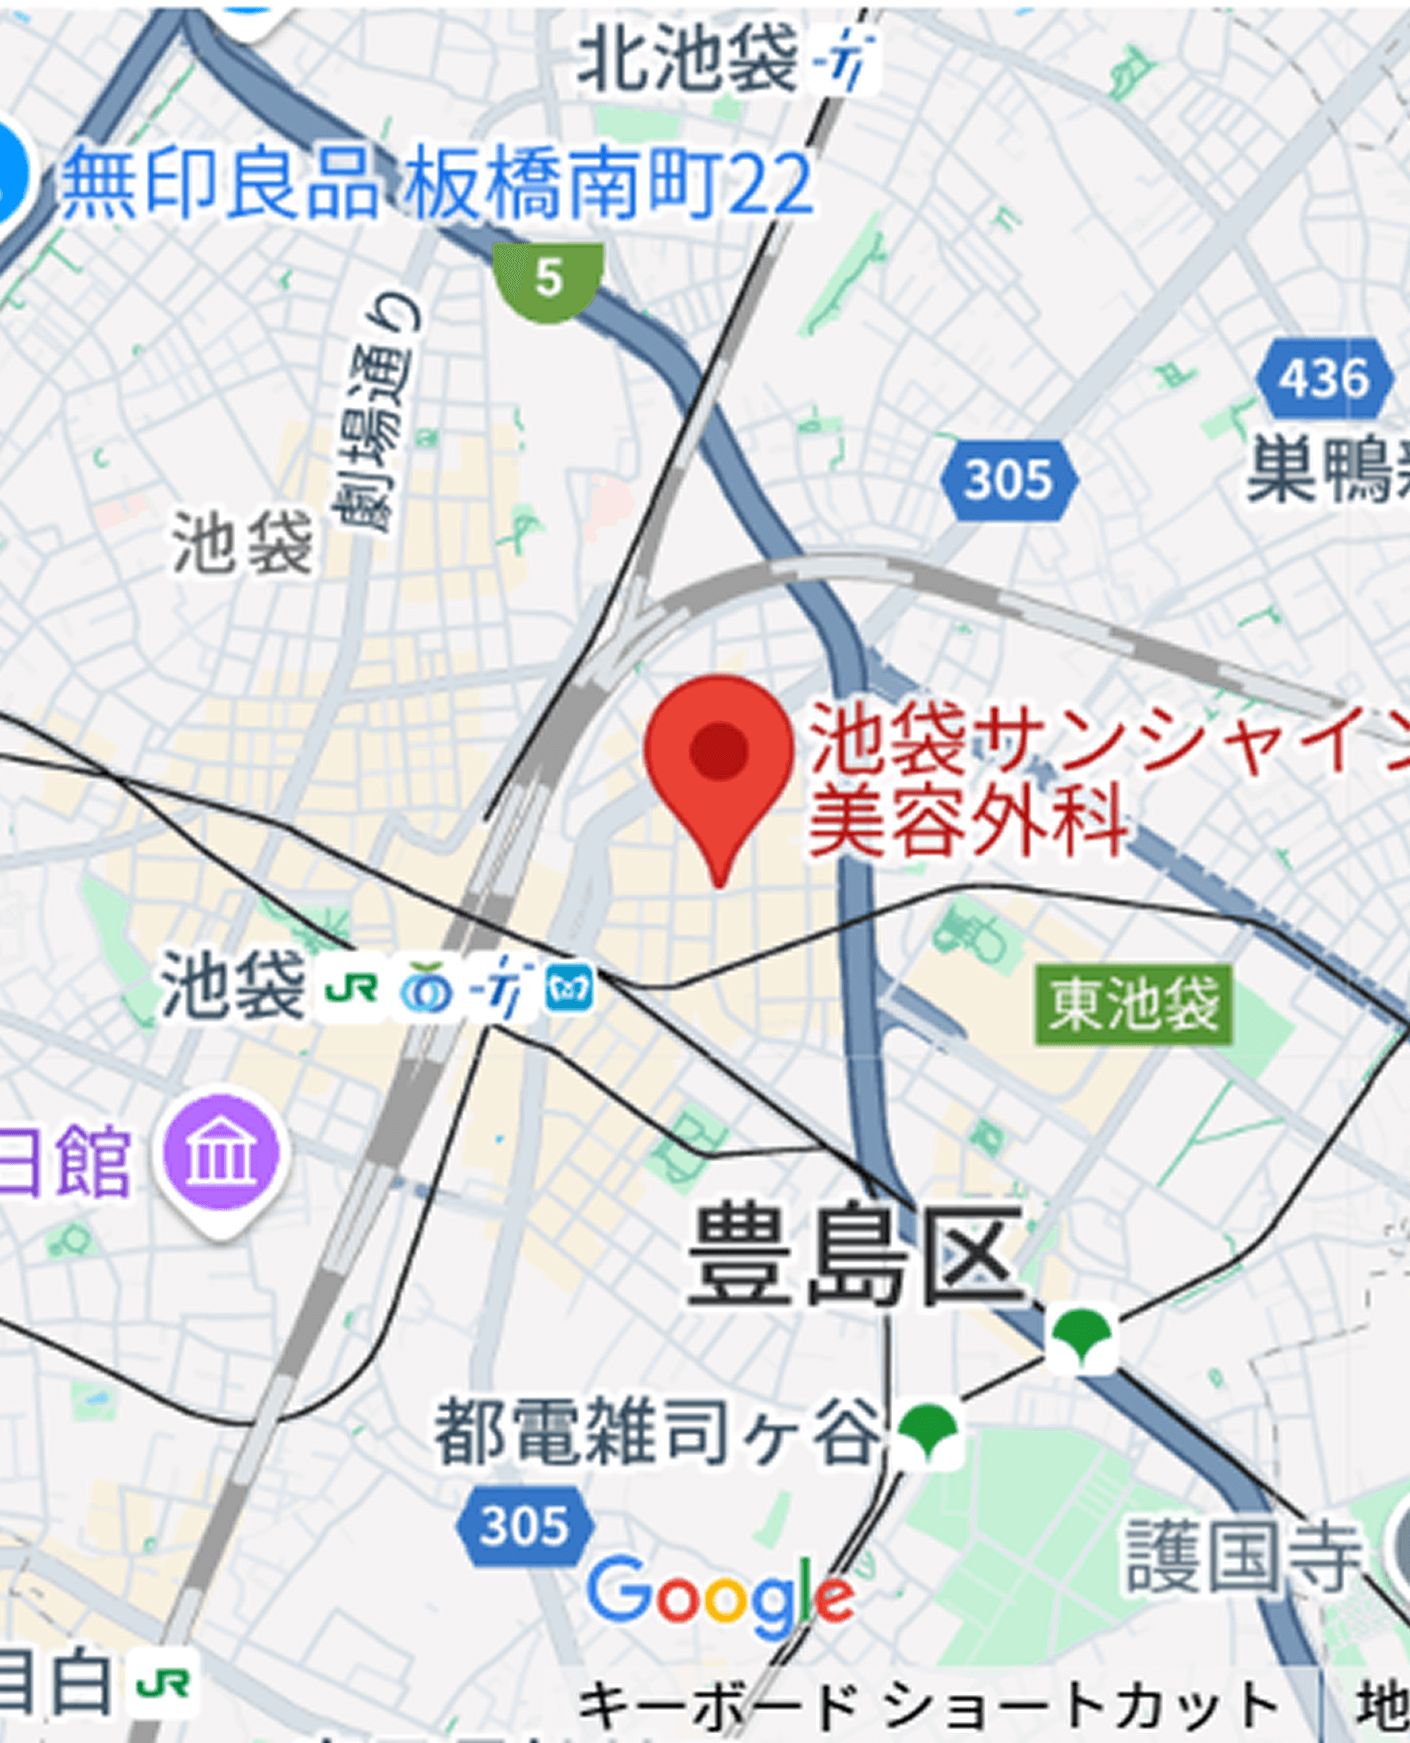 北池袋
無印良品 板橋南町22
5
劇場通り
436
305
巣鴨
池袋
池袋サンシャイン
美容外科
池袋 JR
東池袋
日館
豊島区
都電雑司ヶ谷
305
護国寺
Google
目白 JR
キーボード ショートカット 地